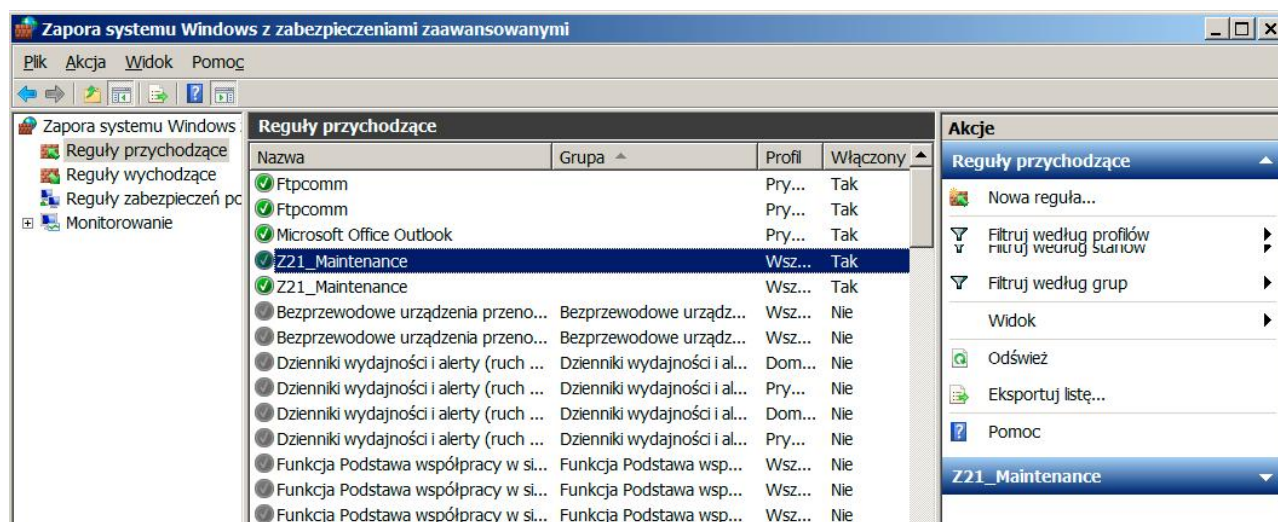 Zapora systemu Windows z zabezpieczeniami zaawansowanymi
Plik Akcja Widok Pomoc
Zapora systemu Windows
Reguły przychodzące
Reguły wychodzące
Reguły zabezpieczeń po
Monitorowanie
Reguły przychodzące
Nazwa Grupa Profil Włączony
Ftpcomm Pry... Tak
Ftpcomm Pry... Tak
Microsoft Office Outlook Pry... Tak
Z21_Maintenance Wsz... Tak
Z21_Maintenance Wsz... Tak
Bezprzewodowe urządzenia przeno... Bezprzewodowe urządz... Wsz... Nie
Bezprzewodowe urządzenia przeno... Bezprzewodowe urządz... Wsz... Nie
Dzienniki wydajności i alerty (ruch ... Dzienniki wydajności i al... Dom... Nie
Dzienniki wydajności i alerty (ruch ... Dzienniki wydajności i al... Pry... Nie
Dzienniki wydajności i alerty (ruch ... Dzienniki wydajności i al... Dom... Nie
Dzienniki wydajności i alerty (ruch ... Dzienniki wydajności i al... Pry... Nie
Funkcja Podstawa współpracy w si... Funkcja Podstawa wsp... Wsz... Nie
Funkcja Podstawa współpracy w si... Funkcja Podstawa wsp... Wsz... Nie
Funkcja Podstawa współpracy w si... Funkcja Podstawa wsp... Wsz... Nie
Akcje
Reguły przychodzące
Nowa reguła...
Filtruj według profilów
Filtruj według stanów
Filtruj według grup
Widok
Odśwież
Eksportuj listę...
Pomoc
Z21_Maintenance